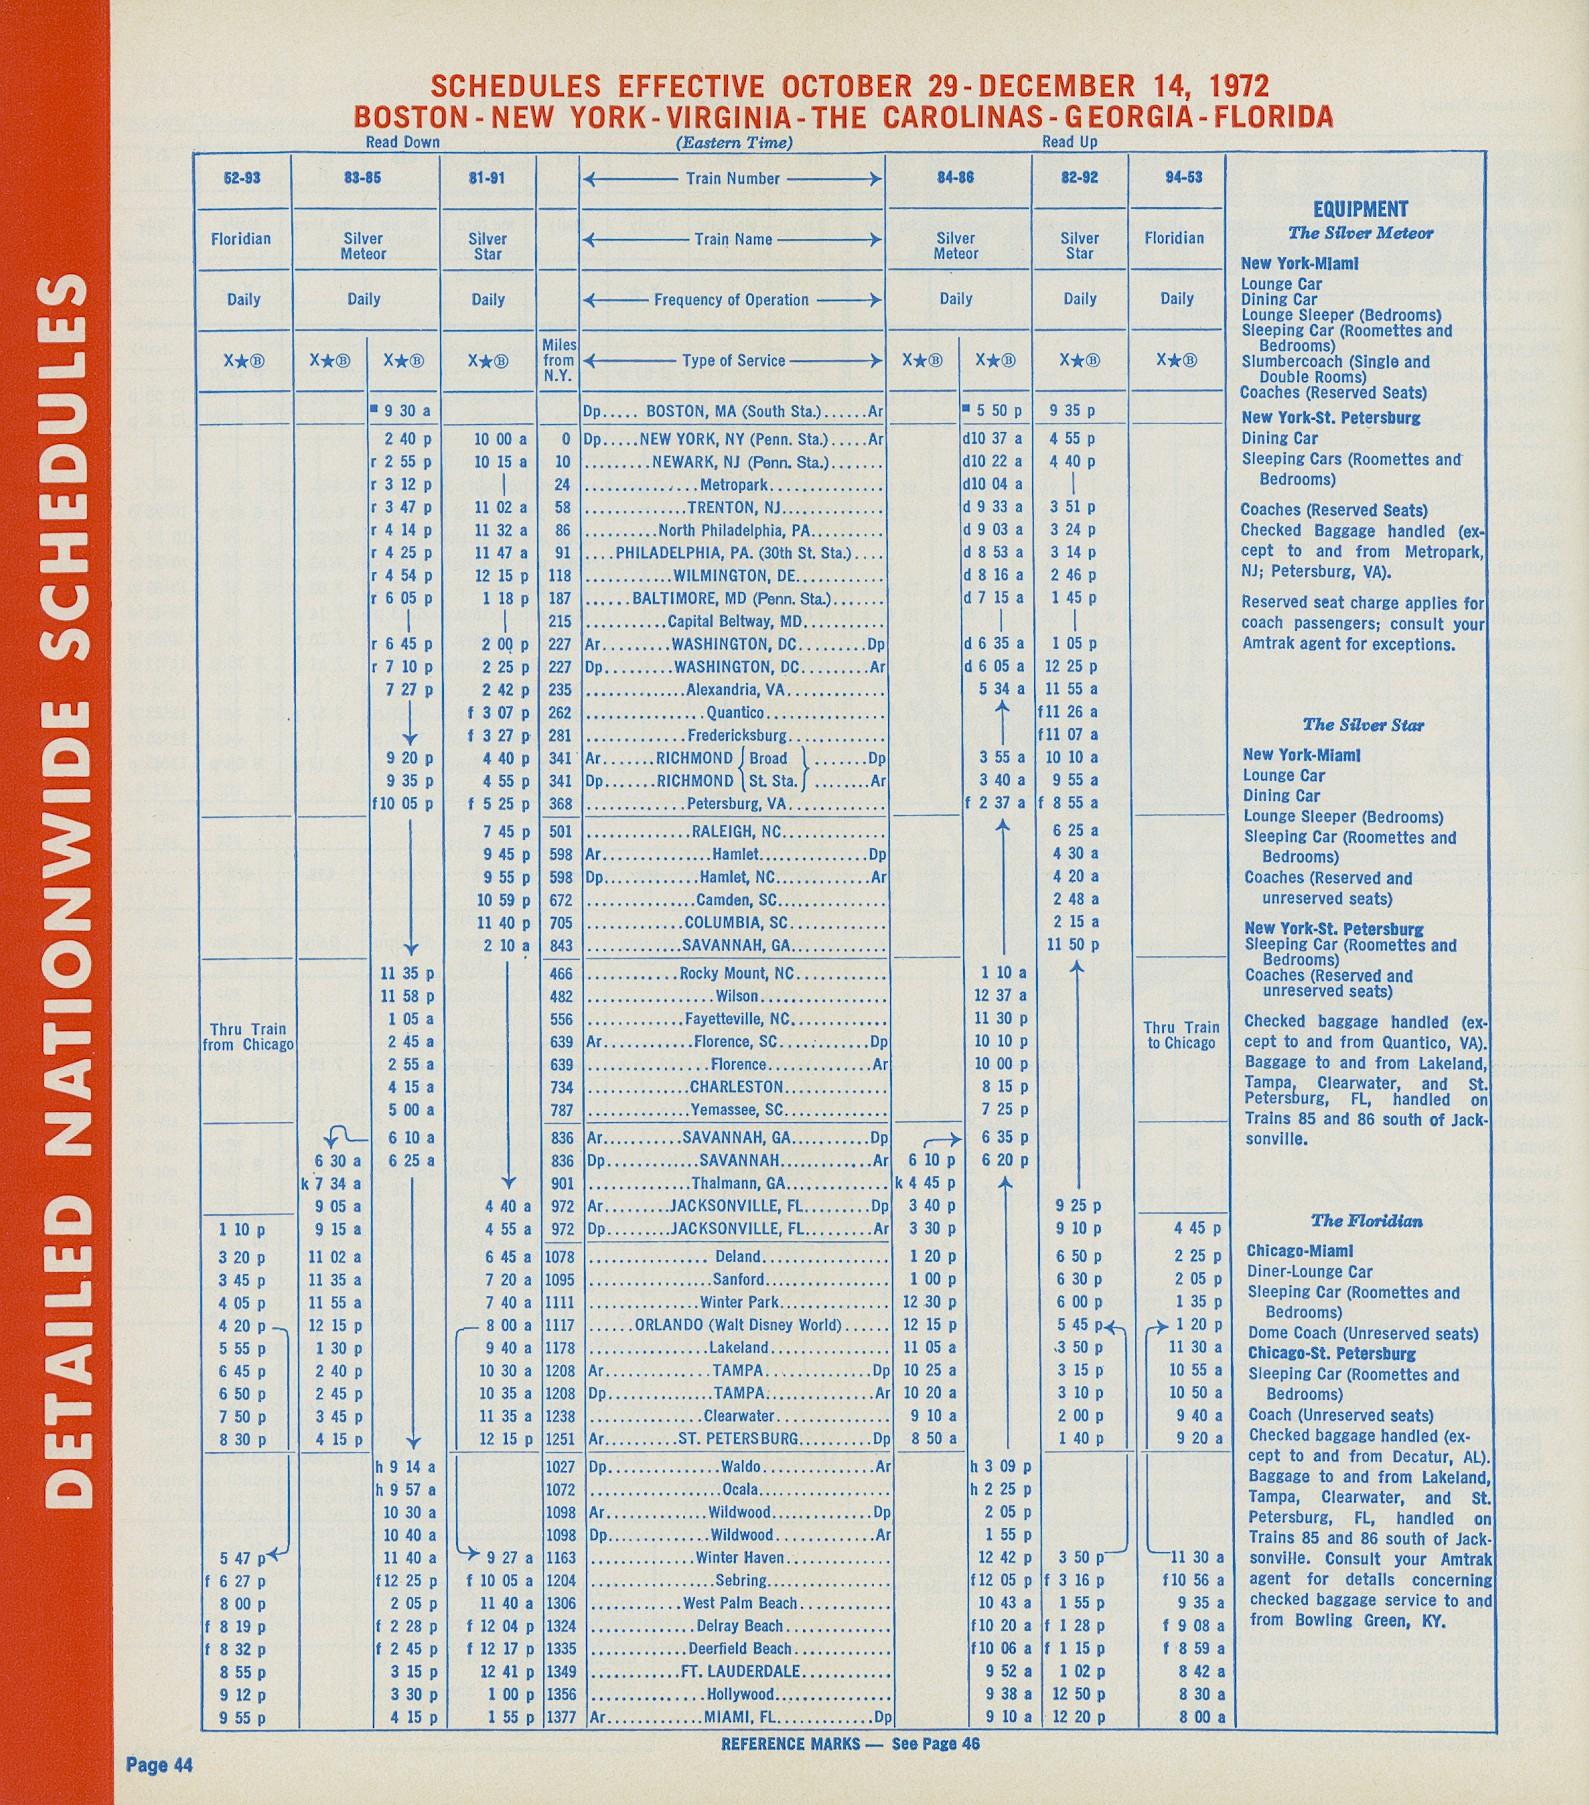 DETAILED NATIONWIDE SCHEDULES
SCHEDULES EFFECTIVE OCTOBER 29-DECEMBER 14, 1972
BOSTON-NEW YORK-VIRGINIA-THE CAROLINAS-GEORGIA-FLORIDA
Read Down (Eastern Time) Read Up
52-93 83-85 81-91 Train Number 84-86 82-92 94-53
Floridian Silver Meteor Silver Star Train Name Silver Meteor Silver Star Floridian
Daily Daily Daily Frequency of Operation Daily Daily Daily
X★Ⓑ X★Ⓑ X★Ⓑ X★Ⓑ Miles from N.Y. Type of Service X★Ⓑ X★Ⓑ X★Ⓑ X★Ⓑ
■ 9 30 a Dp..... BOSTON, MA (South Sta.)......Ar ■ 5 50 p 9 35 p
2 40 p 10 00 a 0 Dp.....NEW YORK, NY (Penn. Sta.).....Ar d10 37 a 4 55 p
r 2 55 p 10 15 a 10 .........NEWARK, NJ (Penn. Sta.)....... d10 22 a 4 40 p
r 3 12 p | 24 ...............Metropark............... d10 04 a |
r 3 47 p 11 02 a 58 .............TRENTON, NJ............. d 9 33 a 3 51 p
r 4 14 p 11 32 a 86 ..........North Philadelphia, PA.......... d 9 03 a 3 24 p
r 4 25 p 11 47 a 91 ....PHILADELPHIA, PA. (30th St. Sta.).... d 8 53 a 3 14 p
r 4 54 p 12 15 p 118 ............WILMINGTON, DE............ d 8 16 a 2 46 p
r 6 05 p 1 18 p 187 ......BALTIMORE, MD (Penn. Sta.)....... d 7 15 a 1 45 p
| | 215 ...........Capital Beltway, MD........... | |
r 6 45 p 2 00 p 227 Ar.........WASHINGTON, DC.........Dp d 6 35 a 1 05 p
r 7 10 p 2 25 p 227 Dp.........WASHINGTON, DC.........Ar d 6 05 a 12 25 p
7 27 p 2 42 p 235 .............Alexandria, VA............. 5 34 a 11 55 a
f 3 07 p 262 ................Quantico................ f11 26 a
f 3 27 p 281 .............Fredericksburg............. f11 07 a
9 20 p 4 40 p 341 Ar.......RICHMOND { Broad } .......Dp 3 55 a 10 10 a
9 35 p 4 55 p 341 Dp.......RICHMOND { St. Sta. } ........Ar 3 40 a 9 55 a
f10 05 p f 5 25 p 368 .............Petersburg, VA............. f 2 37 a f 8 55 a
7 45 p 501 ..............RALEIGH, NC.............. 6 25 a
9 45 p 598 Ar...............Hamlet...............Dp 4 30 a
9 55 p 598 Dp.............Hamlet, NC............Ar 4 20 a
10 59 p 672 ..............Camden, SC.............. 2 48 a
11 40 p 705 .............COLUMBIA, SC............. 2 15 a
2 10 a 843 .............SAVANNAH, GA............. 11 50 p
11 35 p 466 ............Rocky Mount, NC............ 1 10 a
11 58 p 482 .................Wilson................. 12 37 a
1 05 a 556 .............Fayetteville, NC............. 11 30 p
Thru Train from Chicago 2 45 a 639 Ar............Florence, SC............Dp 10 10 p Thru Train to Chicago
2 55 a 639 .................Florence..............Ar 10 00 p
4 15 a 734 ..............CHARLESTON.............. 8 15 p
5 00 a 787 ..............Yemassee, SC.............. 7 25 p
6 10 a 836 Ar...........SAVANNAH, GA...........Dp 6 35 p
6 30 a 6 25 a 836 Dp.............SAVANNAH.............Ar 6 10 p 6 20 p
k 7 34 a 901 ..............Thalmann, GA.............. k 4 45 p
9 05 a 4 40 a 972 Ar.........JACKSONVILLE, FL.........Dp 3 40 p 9 25 p
1 10 p 9 15 a 4 55 a 972 Dp.........JACKSONVILLE, FL.........Ar 3 30 p 9 10 p 4 45 p
3 20 p 11 02 a 6 45 a 1078 ................. Deland................. 1 20 p 6 50 p 2 25 p
3 45 p 11 35 a 7 20 a 1095 .................Sanford................. 1 00 p 6 30 p 2 05 p
4 05 p 11 55 a 7 40 a 1111 ...............Winter Park............... 12 30 p 6 00 p 1 35 p
4 20 p 12 15 p 8 00 a 1117 ......ORLANDO (Walt Disney World)...... 12 15 p 5 45 p 1 20 p
5 55 p 1 30 p 9 40 a 1178 ................Lakeland................ 11 05 a 3 50 p 11 30 a
6 45 p 2 40 p 10 30 a 1208 Ar...............TAMPA...............Dp 10 25 a 3 15 p 10 55 a
6 50 p 2 45 p 10 35 a 1208 Dp...............TAMPA...............Ar 10 20 a 3 10 p 10 50 a
7 50 p 3 45 p 11 35 a 1238 ................Clearwater................ 9 10 a 2 00 p 9 40 a
8 30 p 4 15 p 12 15 p 1251 Ar..........ST. PETERSBURG..........Dp 8 50 a 1 40 p 9 20 a
h 9 14 a 1027 Dp.................Waldo................Ar h 3 09 p
h 9 57 a 1072 ..................Ocala.................. h 2 25 p
10 30 a 1098 Ar...............Wildwood...............Dp 2 05 p
10 40 a 1098 Dp...............Wildwood...............Ar 1 55 p
5 47 p 11 40 a 9 27 a 1163 ..............Winter Haven.............. 12 42 p 3 50 p 11 30 a
f 6 27 p f12 25 p f 10 05 a 1204 .................Sebring................. f12 05 p f 3 16 p f10 56 a
8 00 p 2 05 p 11 40 a 1306 ............West Palm Beach............ 10 43 a 1 55 p 9 35 a
f 8 19 p f 2 28 p f 12 04 p 1324 ..............Delray Beach.............. f10 20 a f 1 28 p f 9 08 a
f 8 32 p f 2 45 p f 12 17 p 1335 .............Deerfield Beach............. f10 06 a f 1 15 p f 8 59 a
8 55 p 3 15 p 12 41 p 1349 ............FT. LAUDERDALE............ 9 52 a 1 02 p 8 42 a
9 12 p 3 30 p 1 00 p 1356 ................Hollywood................ 9 38 a 12 50 p 8 30 a
9 55 p 4 15 p 1 55 p 1377 Ar.............MIAMI, FL.............Dp 9 10 a 12 20 p 8 00 a
EQUIPMENT
The Silver Meteor
New York-Miami
Lounge Car
Dining Car
Lounge Sleeper (Bedrooms)
Sleeping Car (Roomettes and
Bedrooms)
Slumbercoach (Single and
Double Rooms)
Coaches (Reserved Seats)
New York-St. Petersburg
Dining Car
Sleeping Cars (Roomettes and
Bedrooms)
Coaches (Reserved Seats)
Checked Baggage handled (ex-
cept to and from Metropark,
NJ; Petersburg, VA).
Reserved seat charge applies for
coach passengers; consult your
Amtrak agent for exceptions.
The Silver Star
New York-Miami
Lounge Car
Dining Car
Lounge Sleeper (Bedrooms)
Sleeping Car (Roomettes and
Bedrooms)
Coaches (Reserved and
unreserved seats)
New York-St. Petersburg
Sleeping Car (Roomettes and
Bedrooms)
Coaches (Reserved and
unreserved seats)
Checked baggage handled (ex-
cept to and from Quantico, VA).
Baggage to and from Lakeland,
Tampa, Clearwater, and St.
Petersburg, FL, handled on
Trains 85 and 86 south of Jack-
sonville.
The Floridian
Chicago-Miami
Diner-Lounge Car
Sleeping Car (Roomettes and
Bedrooms)
Dome Coach (Unreserved seats)
Chicago-St. Petersburg
Sleeping Car (Roomettes and
Bedrooms)
Coach (Unreserved seats)
Checked baggage handled (ex-
cept to and from Decatur, AL).
Baggage to and from Lakeland,
Tampa, Clearwater, and St.
Petersburg, FL, handled on
Trains 85 and 86 south of Jack-
sonville. Consult your Amtrak
agent for details concerning
checked baggage service to and
from Bowling Green, KY.
REFERENCE MARKS — See Page 46
Page 44